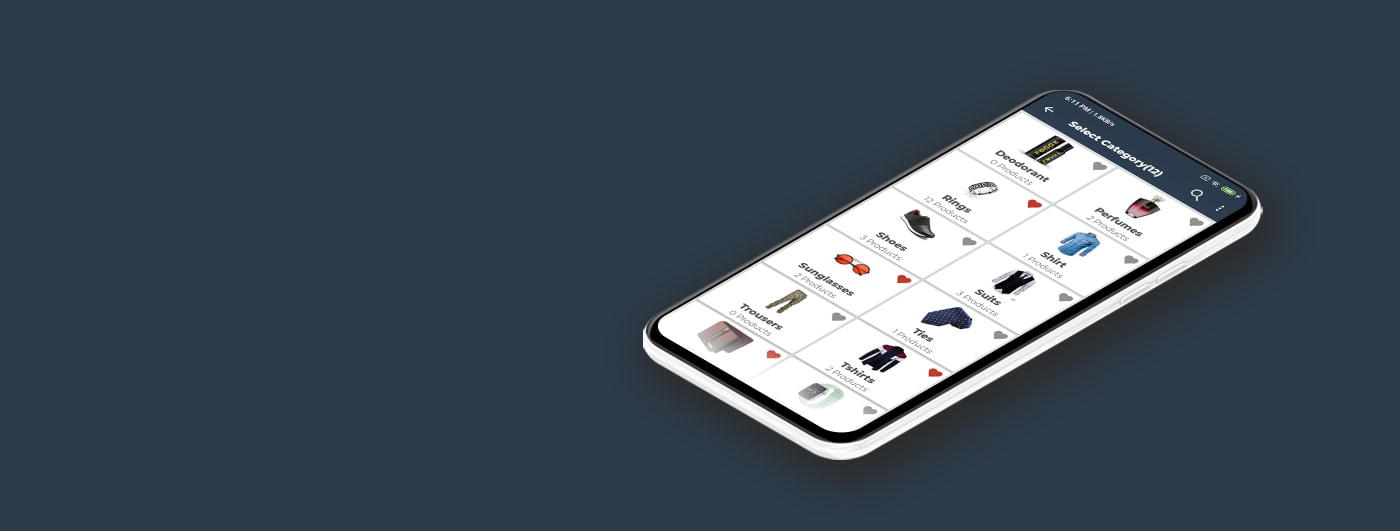 6:11 PM | 1.8KB/s
Select Category(12)
Deodorant
0 Products
Perfumes
2 Products
Rings
12 Products
Shirt
1 Products
Shoes
3 Products
Suits
3 Products
Sunglasses
2 Products
Ties
1 Products
Trousers
0 Products
Tshirts
2 Products